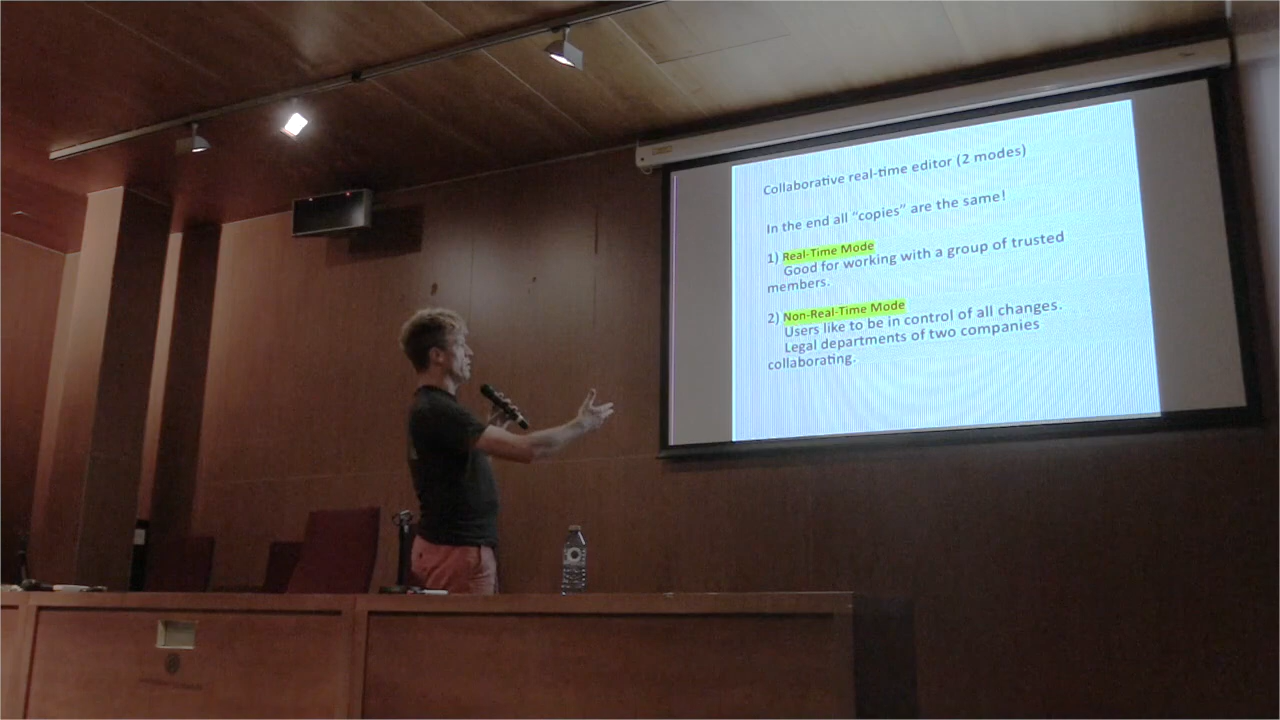 Collaborative real-time editor (2 modes)
In the end all “copies” are the same!
1) Real-Time Mode
Good for working with a group of trusted
members.
2) Non-Real-Time Mode
Users like to be in control of all changes.
Legal departments of two companies
collaborating.